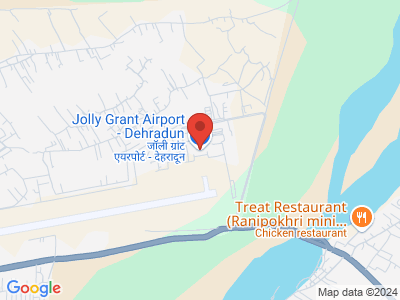 Jolly Grant Airport
- Dehradun
जॉली ग्रांट
एयरपोर्ट - देहरादून
Treat Restaurant
(Ranipokhri mini...
Chicken restaurant
Google
Map data ©2024